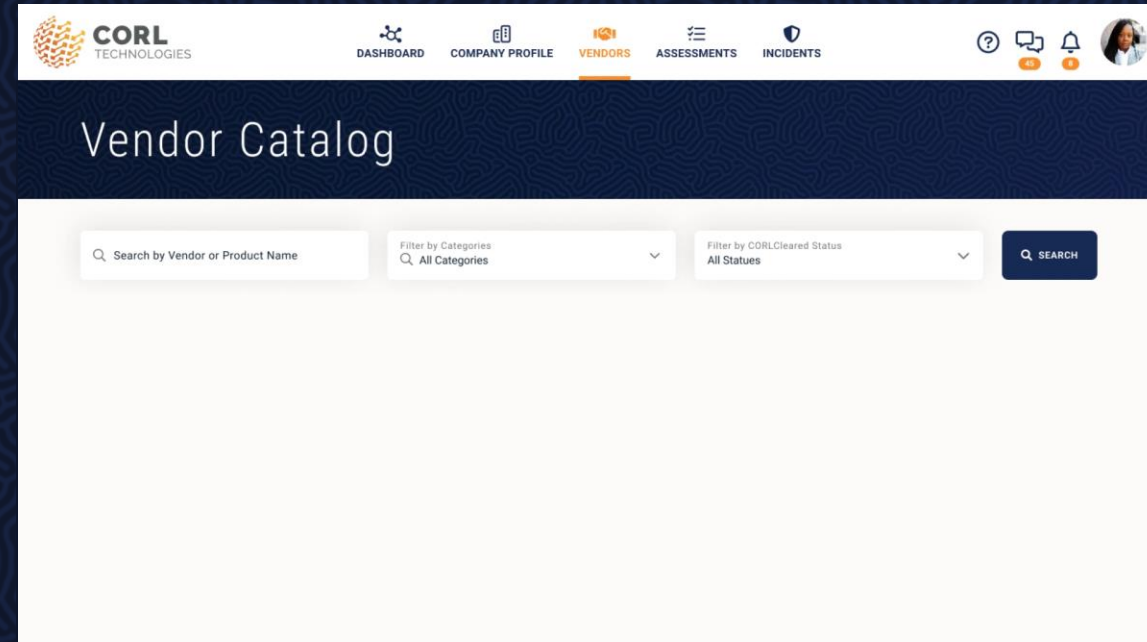 CORL
TECHNOLOGIES
DASHBOARD
COMPANY PROFILE
VENDORS
ASSESSMENTS
INCIDENTS
?
45
8
Vendor Catalog
Search by Vendor or Product Name
Filter by Categories
All Categories
Filter by CORLCleared Status
All Statues
SEARCH